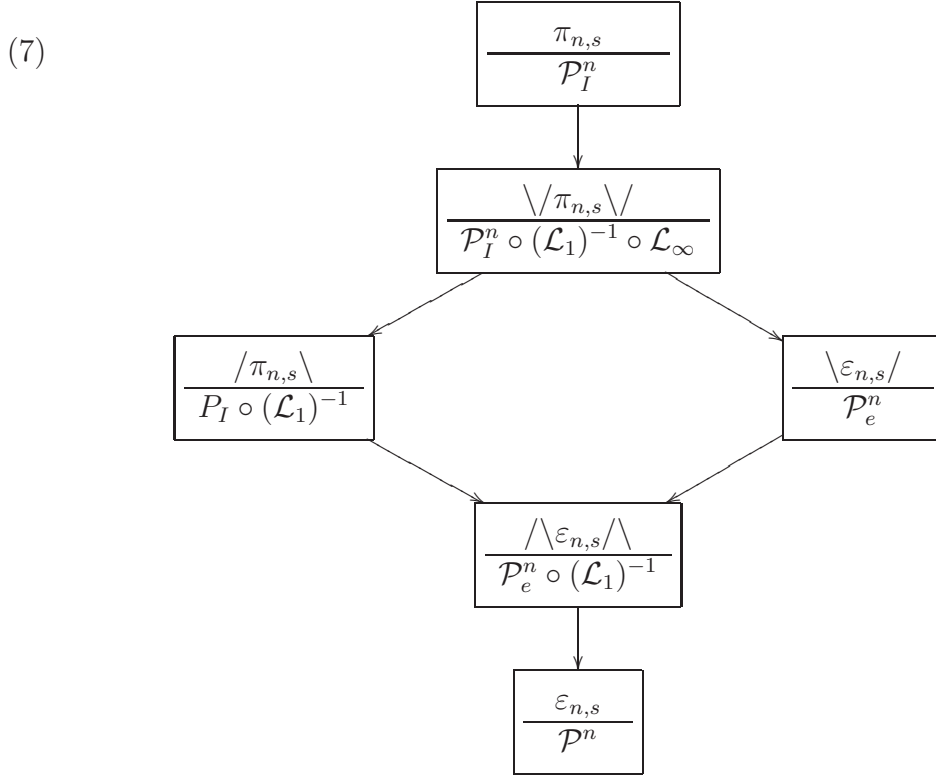 (7)
π_{n,s}
𝒫_I^n
\/π_{n,s}\/
𝒫_I^n ∘ (ℒ_1)^{-1} ∘ ℒ_∞
/π_{n,s}\
P_I ∘ (ℒ_1)^{-1}
\ε_{n,s}/
𝒫_e^n
/\ε_{n,s}/\
𝒫_e^n ∘ (ℒ_1)^{-1}
ε_{n,s}
𝒫^n